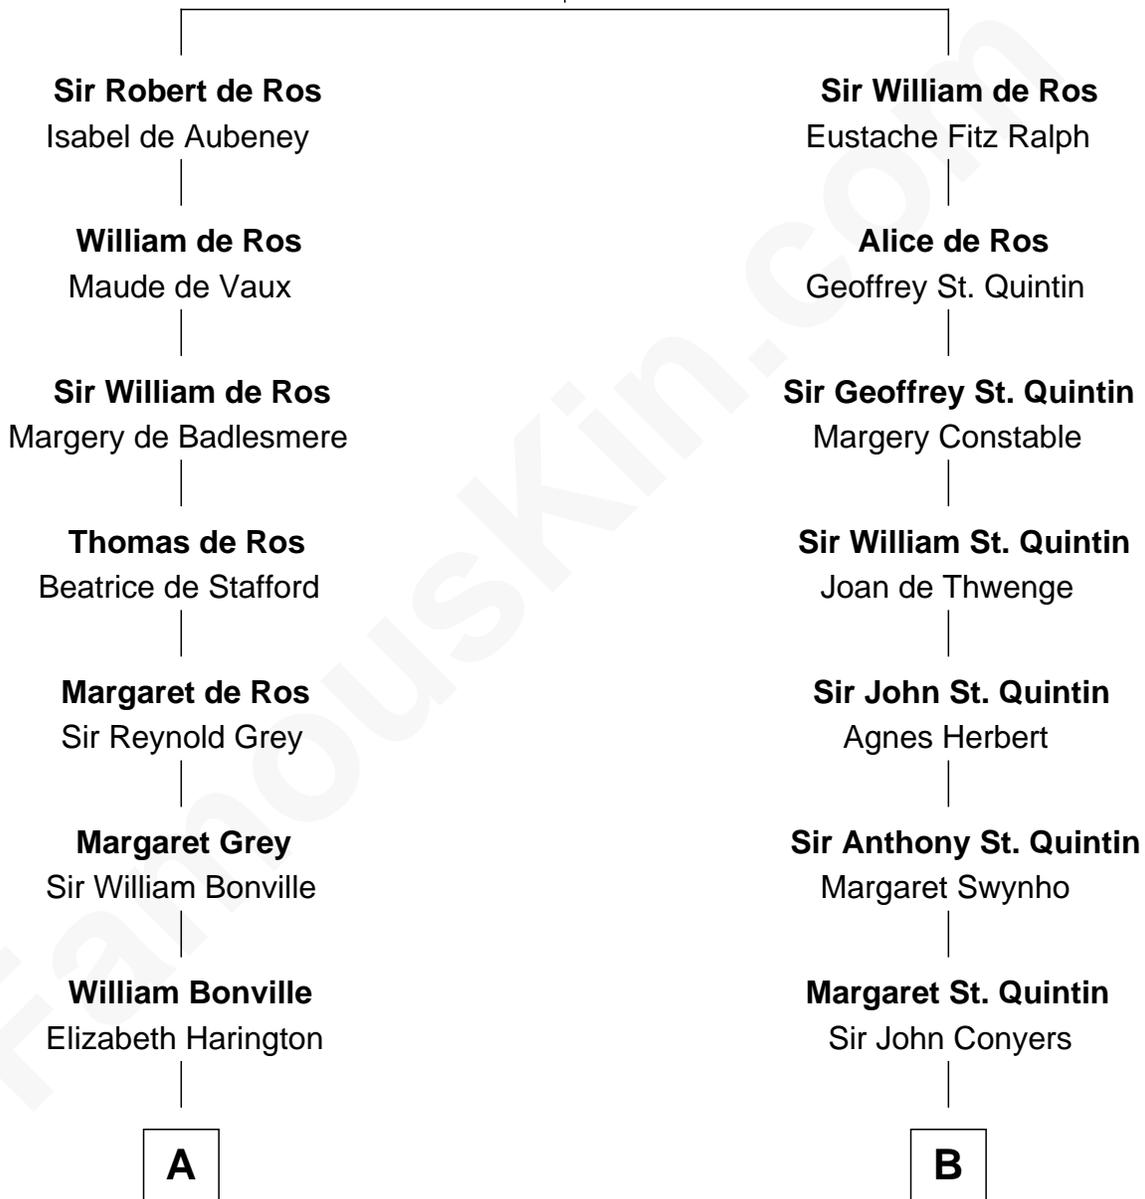 Sir Robert de Ros
Isabel de Aubeney
William de Ros
Maude de Vaux
Sir William de Ros
Margery de Badlesmere
Thomas de Ros
Beatrice de Stafford
Margaret de Ros
Sir Reynold Grey
Margaret Grey
Sir William Bonville
William Bonville
Elizabeth Harington
A
Sir William de Ros
Eustache Fitz Ralph
Alice de Ros
Geoffrey St. Quintin
Sir Geoffrey St. Quintin
Margery Constable
Sir William St. Quintin
Joan de Thwenge
Sir John St. Quintin
Agnes Herbert
Sir Anthony St. Quintin
Margaret Swynho
Margaret St. Quintin
Sir John Conyers
B
FamousKin.com